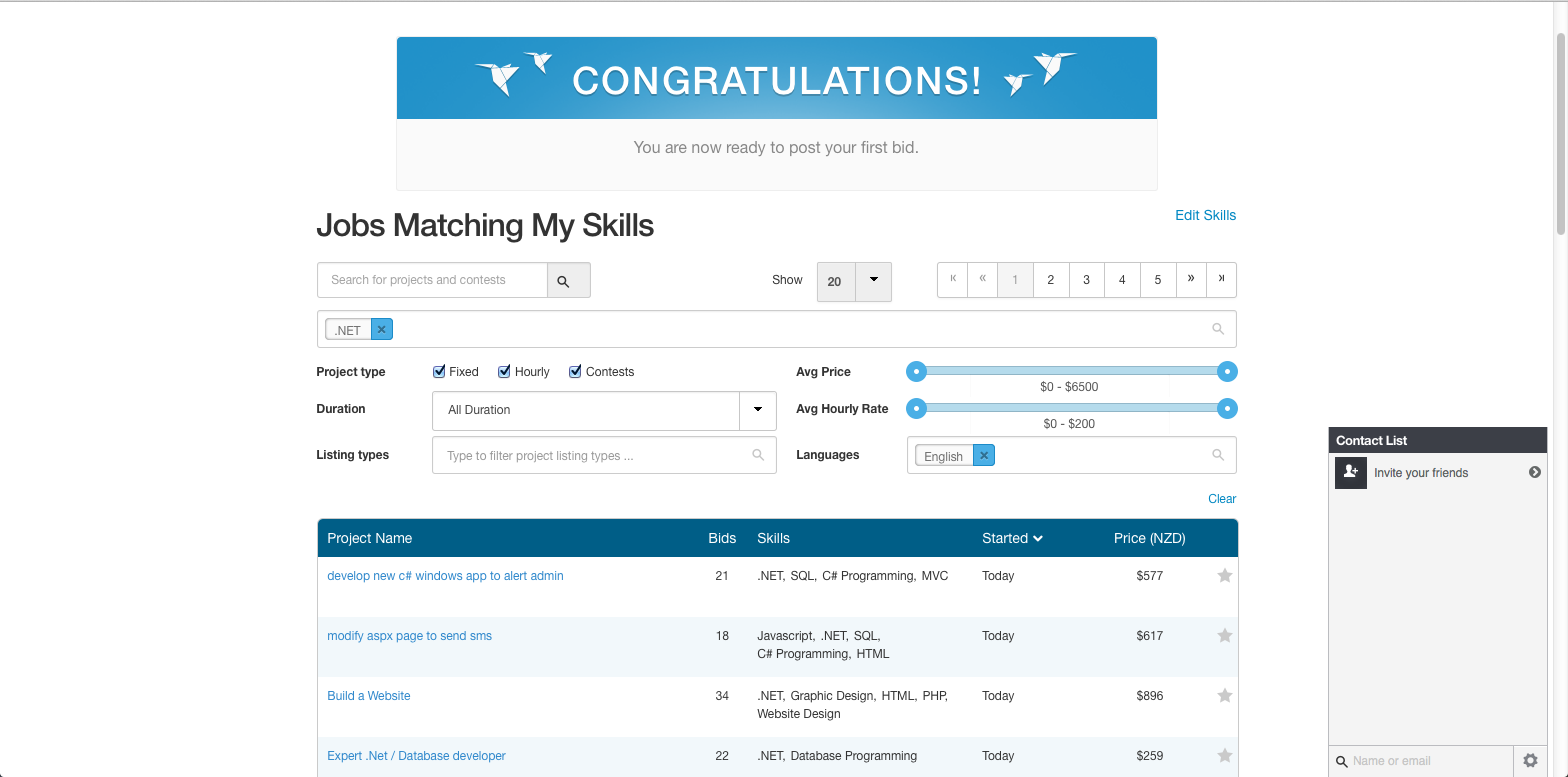 CONGRATULATIONS!
You are now ready to post your first bid.
Jobs Matching My Skills
Edit Skills
Search for projects and contests
Show 20
« 1 2 3 4 5 »
.NET
Project type Fixed Hourly Contests
Avg Price
$0 - $6500
Duration All Duration
Avg Hourly Rate
$0 - $200
Listing types Type to filter project listing types ...
Languages English
Clear
Project Name Bids Skills Started Price (NZD)
develop new c# windows app to alert admin 21 .NET, SQL, C# Programming, MVC Today $577
modify aspx page to send sms 18 Javascript, .NET, SQL, Today $617
C# Programming, HTML
Build a Website 34 .NET, Graphic Design, HTML, PHP, Today $896
Website Design
Expert .Net / Database developer 22 .NET, Database Programming Today $259
Contact List
Invite your friends
Name or email